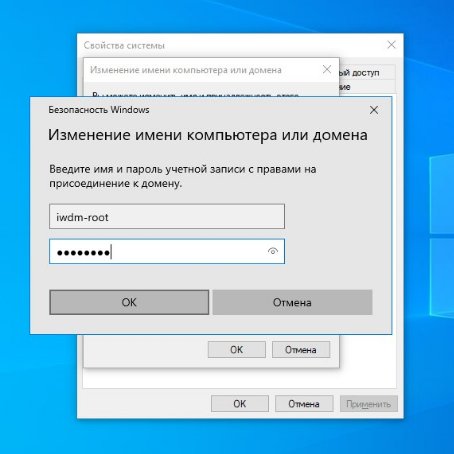 Свойства системы
Изменение имени компьютера или домена
ый доступ
ние
Вы можете изменить имя и принадлежность этого
Безопасность Windows
Изменение имени компьютера или домена
Введите имя и пароль учетной записи с правами на
присоединение к домену.
iwdm-root
●●●●●●●●
OK
Отмена
OK
Отмена
OK
Отмена
Применить